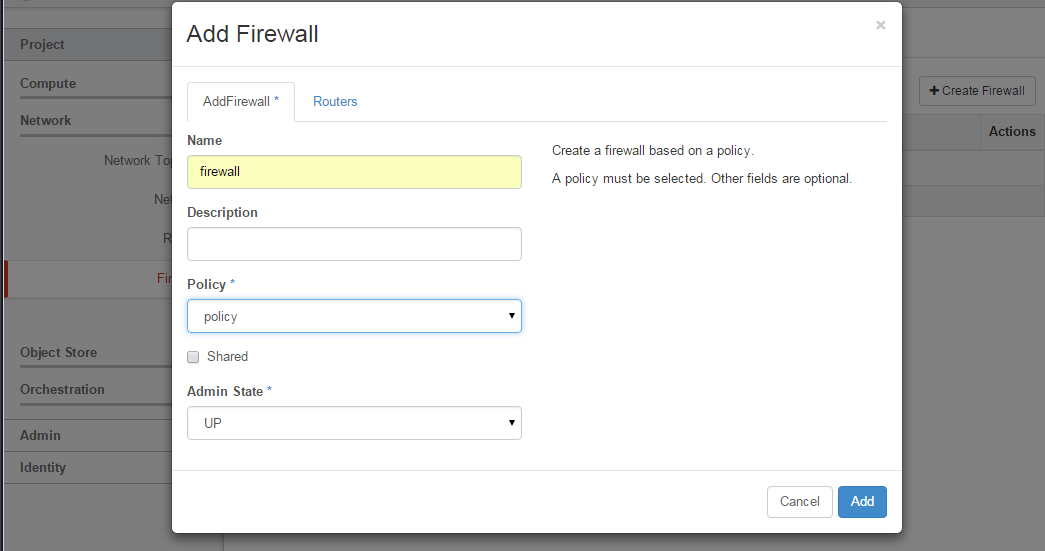 Add Firewall
×
Project
Compute
Network
Network To
Net
R
Fir
Object Store
Orchestration
Admin
Identity
AddFirewall *
Routers
Name
firewall
Create a firewall based on a policy.
A policy must be selected. Other fields are optional.
Description
Policy *
policy
Shared
Admin State *
UP
Cancel
Add
+ Create Firewall
Actions